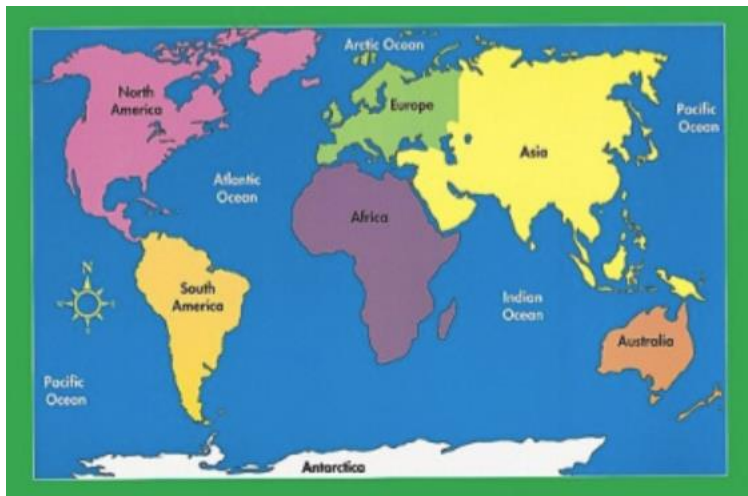 Arctic Ocean
North
America
Europe
Pacific
Ocean
Asia
Atlantic
Ocean
Africa
N
South
America
Indian
Ocean
Australia
Pacific
Ocean
Antarctica